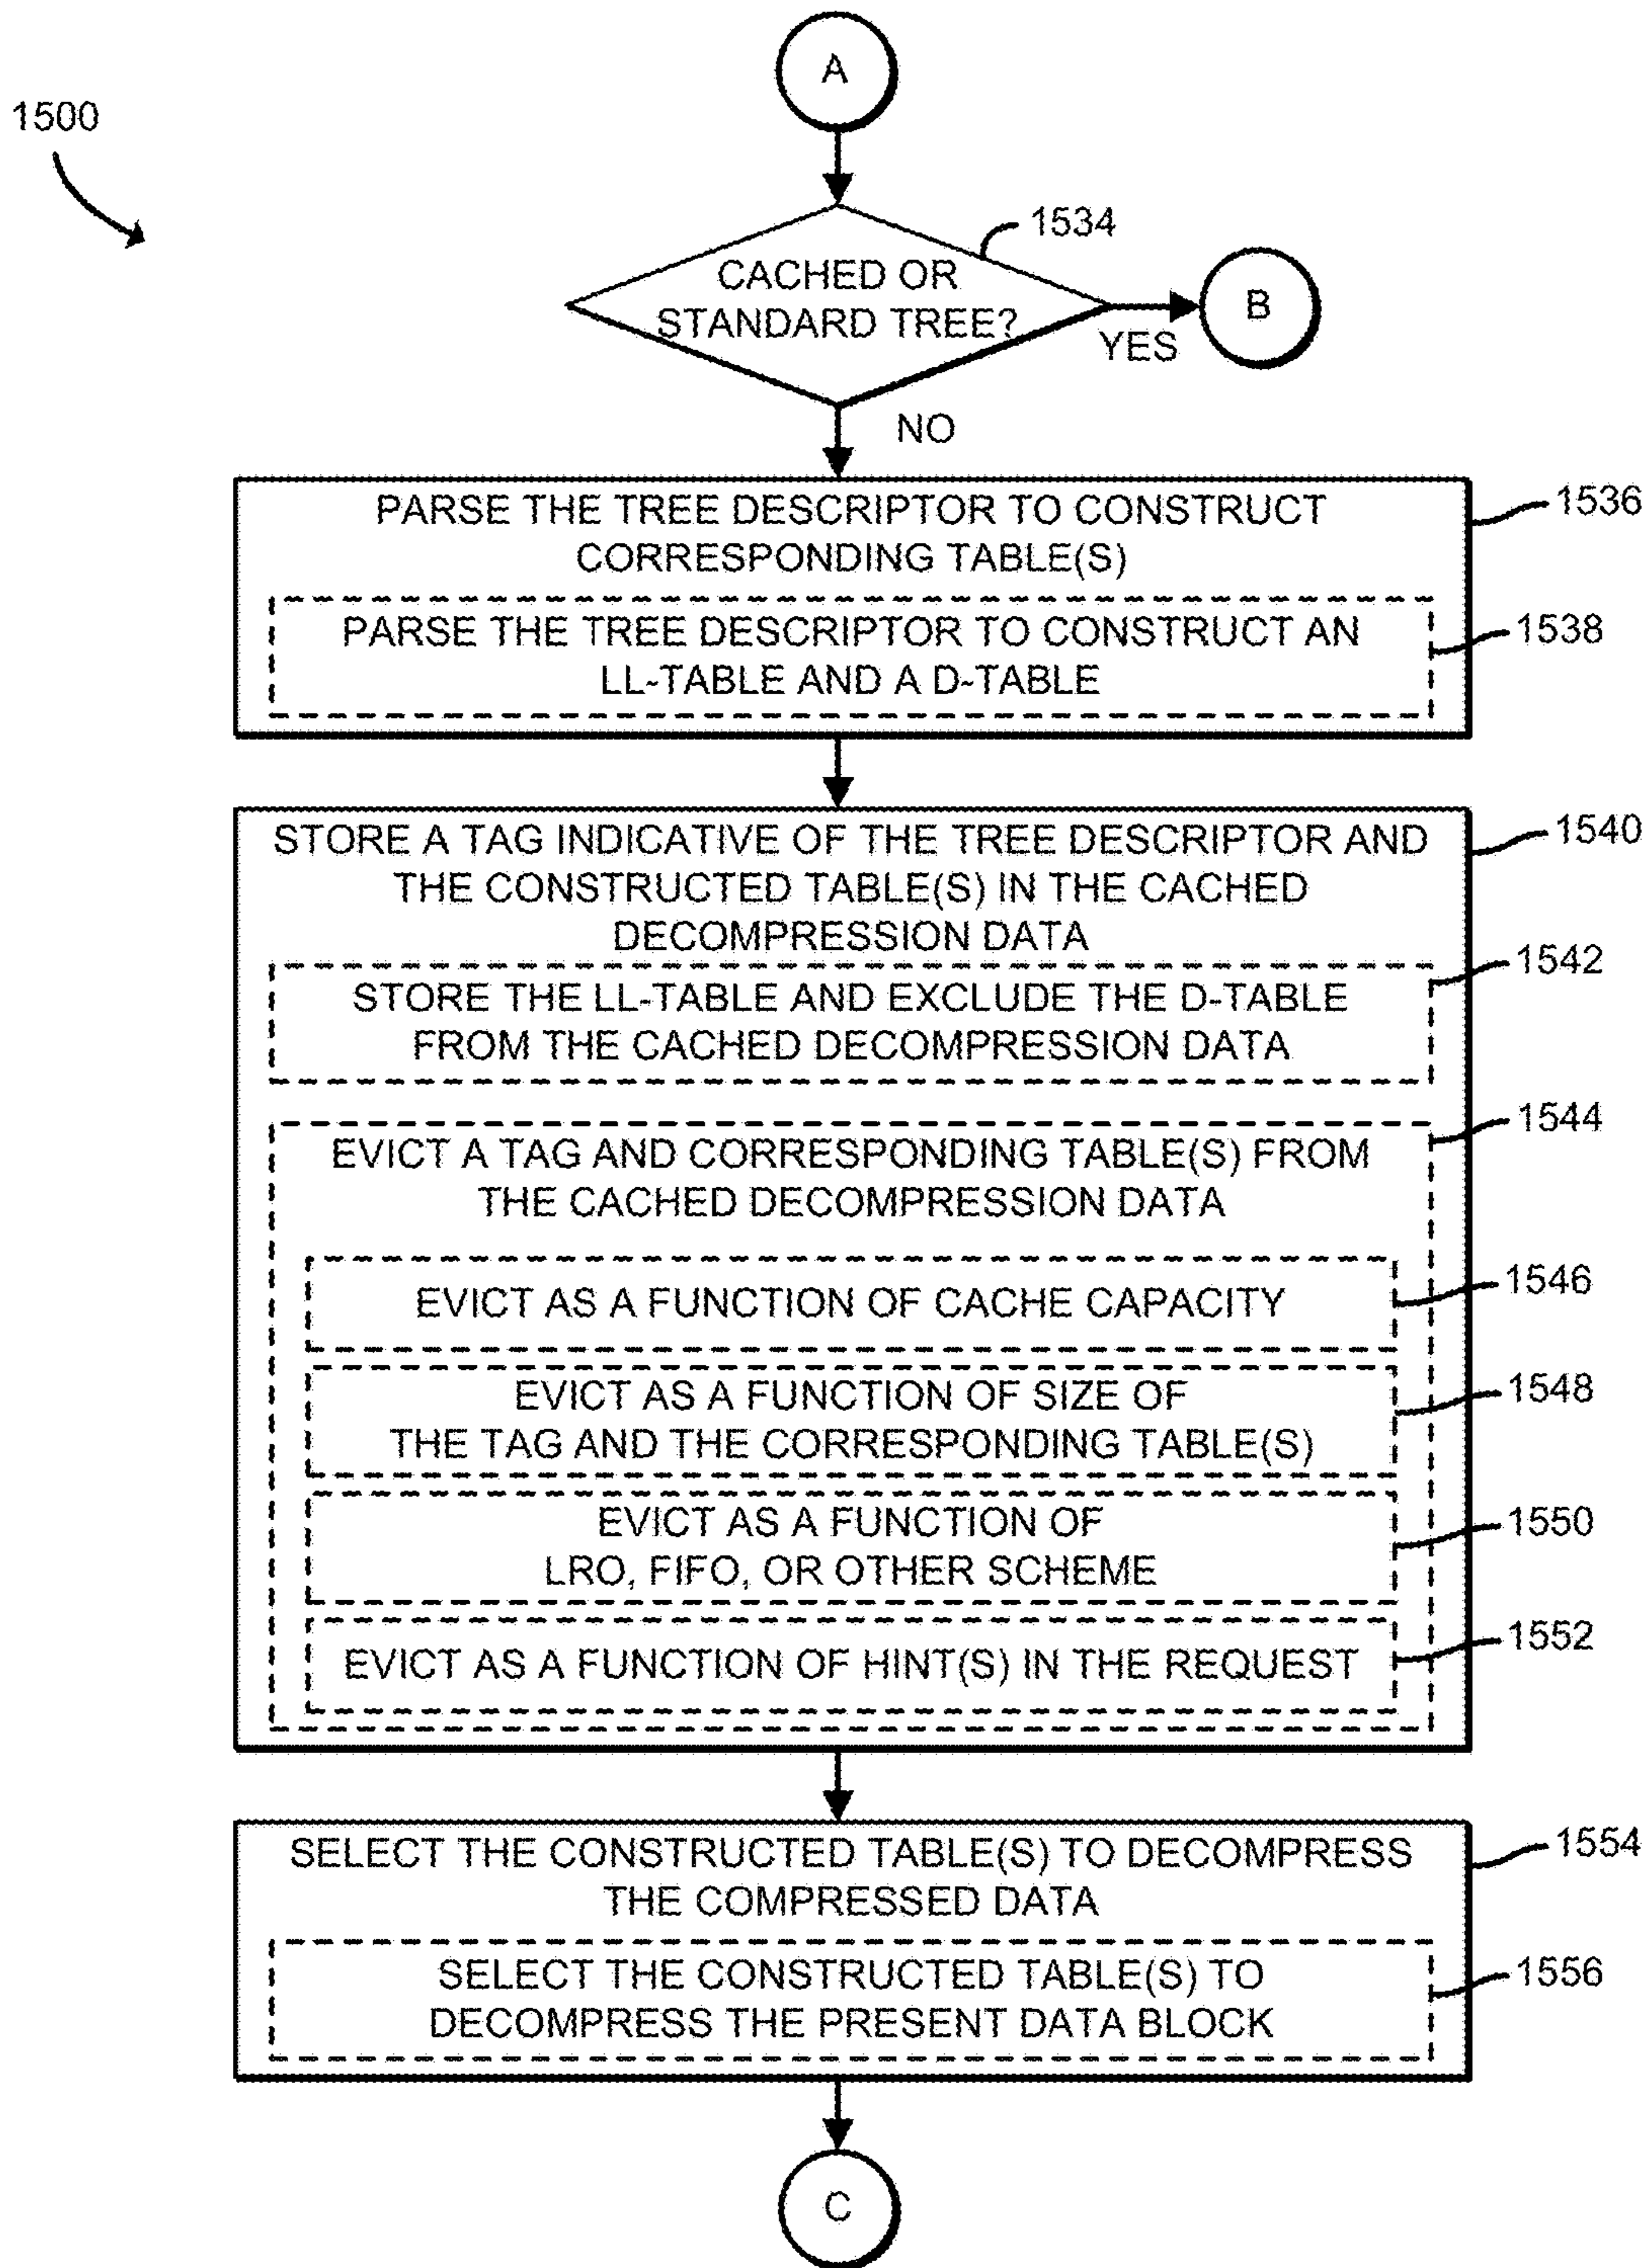 A
1500
1534
CACHED OR
STANDARD TREE?
B
YES
NO
PARSE THE TREE DESCRIPTOR TO CONSTRUCT
CORRESPONDING TABLE(S)
1536
PARSE THE TREE DESCRIPTOR TO CONSTRUCT AN
LL-TABLE AND A D-TABLE
1538
STORE A TAG INDICATIVE OF THE TREE DESCRIPTOR AND
THE CONSTRUCTED TABLE(S) IN THE CACHED
DECOMPRESSION DATA
1540
STORE THE LL-TABLE AND EXCLUDE THE D-TABLE
FROM THE CACHED DECOMPRESSION DATA
1542
EVICT A TAG AND CORRESPONDING TABLE(S) FROM
THE CACHED DECOMPRESSION DATA
1544
EVICT AS A FUNCTION OF CACHE CAPACITY
1546
EVICT AS A FUNCTION OF SIZE OF
THE TAG AND THE CORRESPONDING TABLE(S)
1548
EVICT AS A FUNCTION OF
LRO, FIFO, OR OTHER SCHEME
1550
EVICT AS A FUNCTION OF HINT(S) IN THE REQUEST
1552
SELECT THE CONSTRUCTED TABLE(S) TO DECOMPRESS
THE COMPRESSED DATA
1554
SELECT THE CONSTRUCTED TABLE(S) TO
DECOMPRESS THE PRESENT DATA BLOCK
1556
C